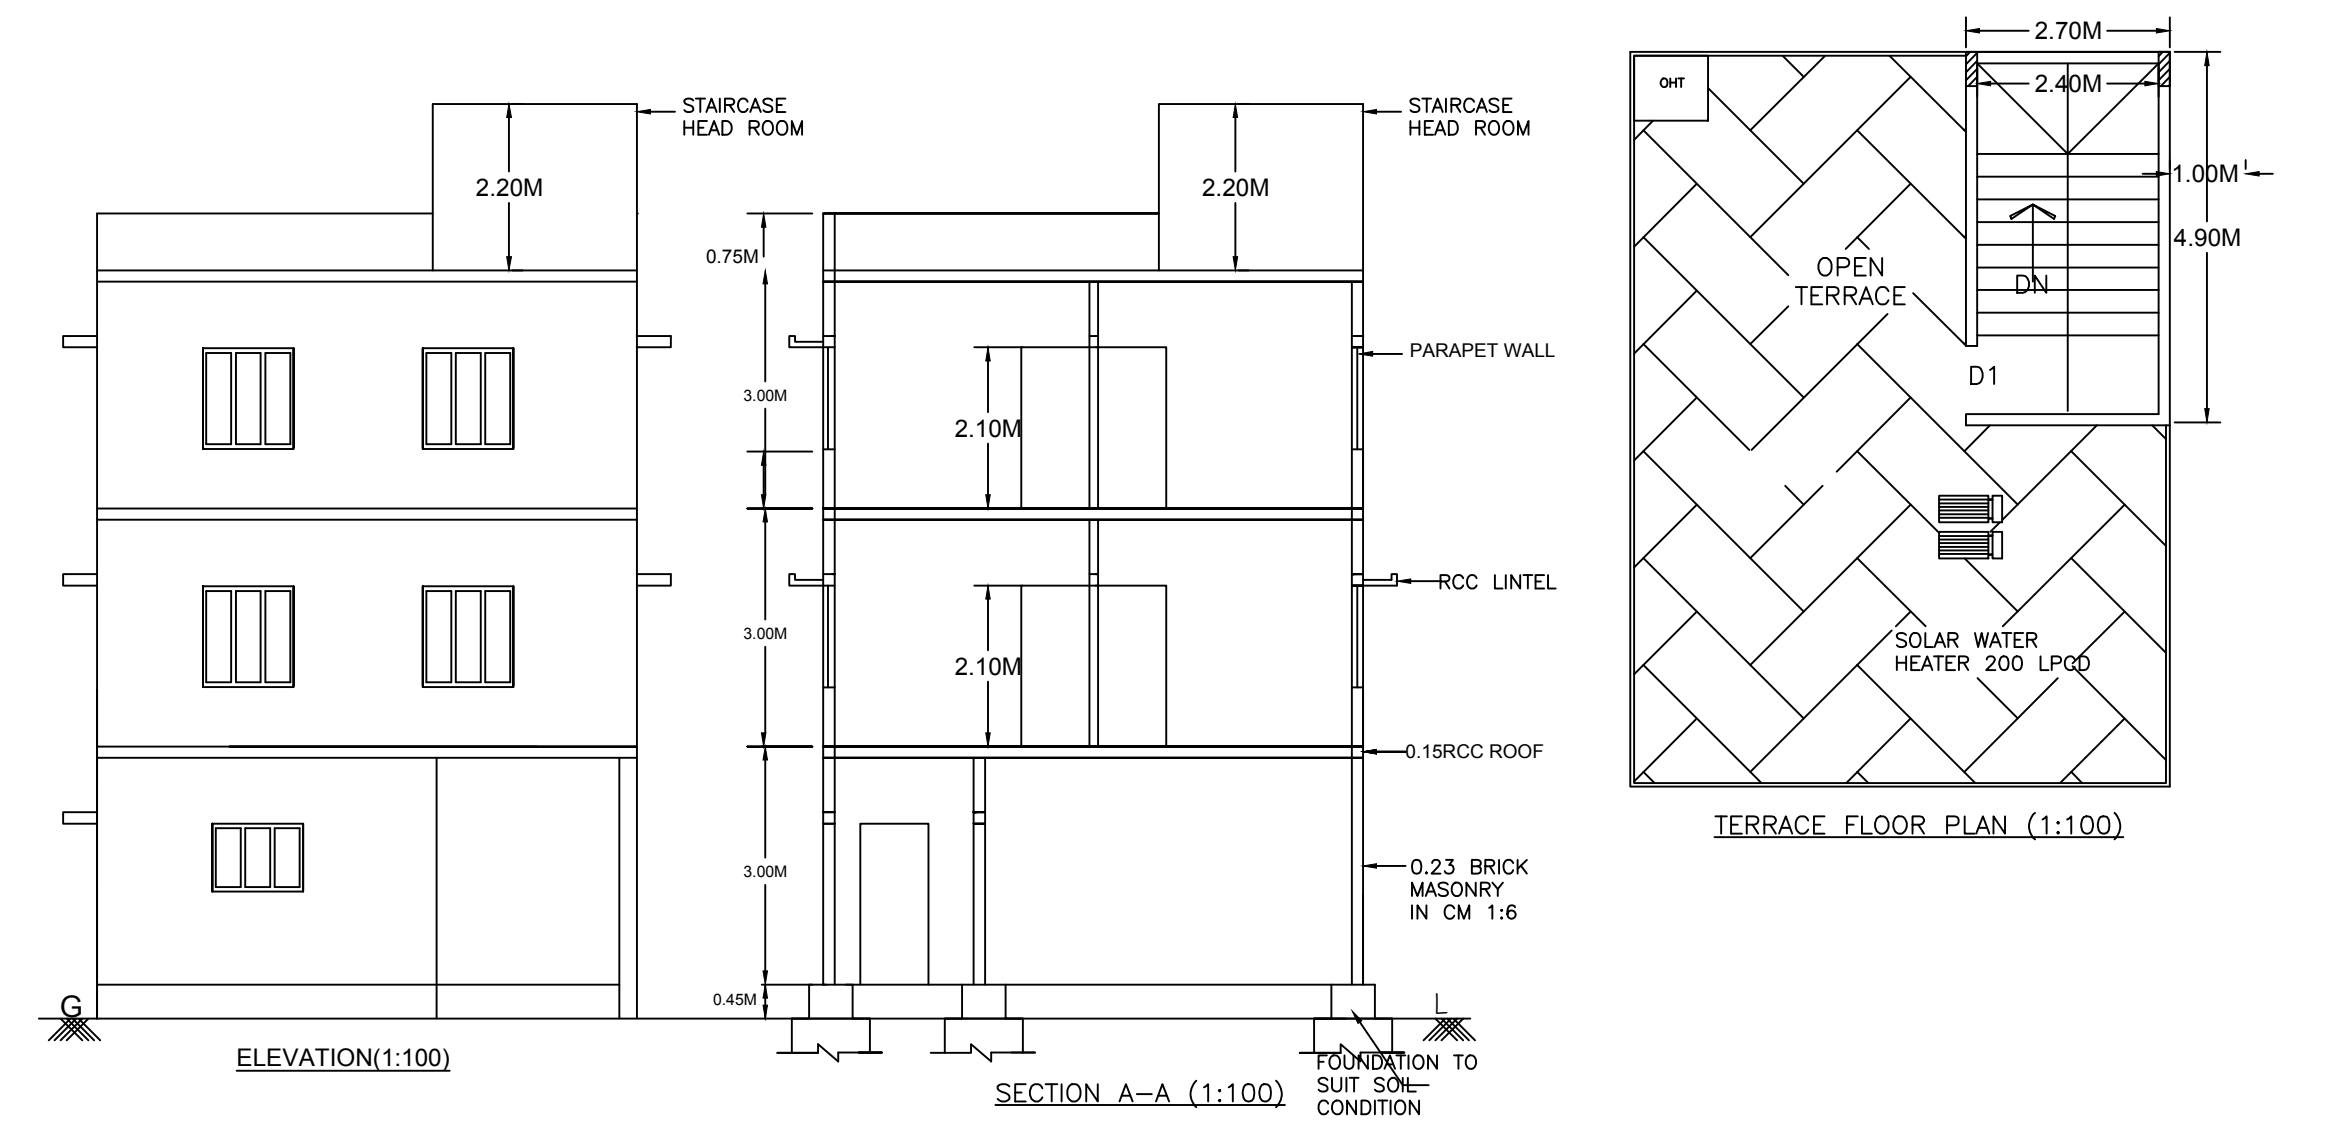 STAIRCASE
HEAD ROOM
2.20M
G
ELEVATION(1:100)
STAIRCASE
HEAD ROOM
2.20M
0.75M
PARAPET WALL
3.00M
2.10M
RCC LINTEL
3.00M
2.10M
0.15RCC ROOF
3.00M
0.23 BRICK
MASONRY
IN CM 1:6
0.45M
L
FOUNDATION TO
SUIT SOIL
CONDITION
SECTION A-A (1:100)
2.70M
OHT
2.40M
1.00M
4.90M
OPEN
TERRACE
DN
D1
SOLAR WATER
HEATER 200 LPCD
TERRACE FLOOR PLAN (1:100)